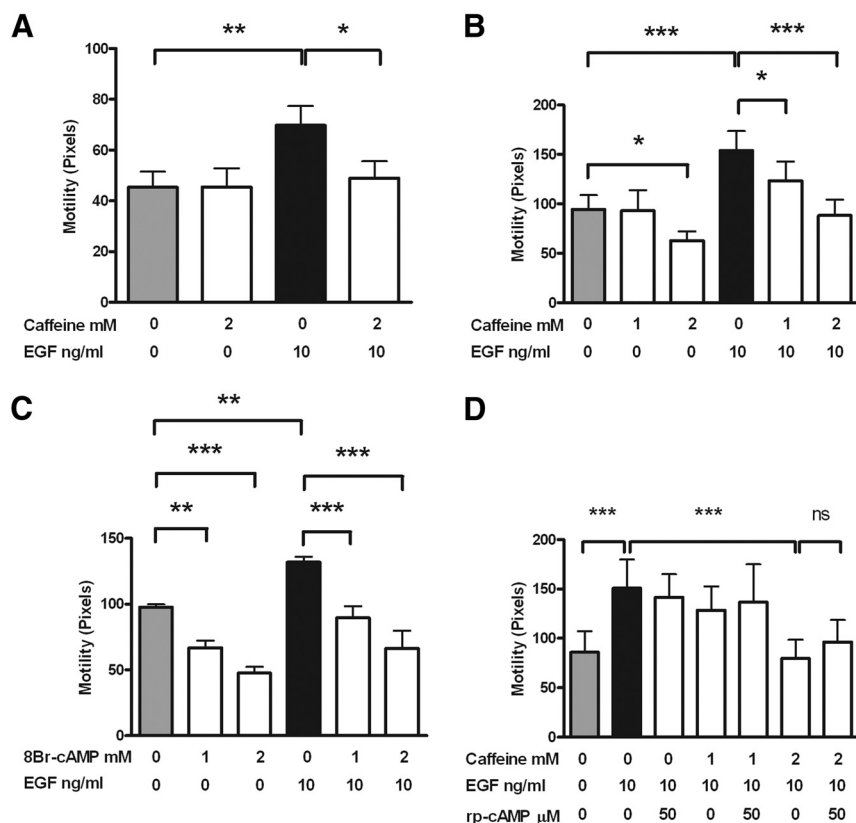 A
** *
100
80
60
40
20
0
Motility (Pixels)
Caffeine mM 0 2 0 2
EGF ng/ml 0 0 10 10
B
*** ***
*
*
200
150
100
50
0
Motility (Pixels)
Caffeine mM 0 1 2 0 1 2
EGF ng/ml 0 0 0 10 10 10
C
**
*** ***
** ***
150
100
50
0
Motility (Pixels)
8Br-cAMP mM 0 1 2 0 1 2
EGF ng/ml 0 0 0 10 10 10
D
*** *** ns
200
150
100
50
0
Motility (Pixels)
Caffeine mM 0 0 0 1 1 2 2
EGF ng/ml 0 10 10 10 10 10 10
rp-cAMP µM 0 0 50 0 50 0 50